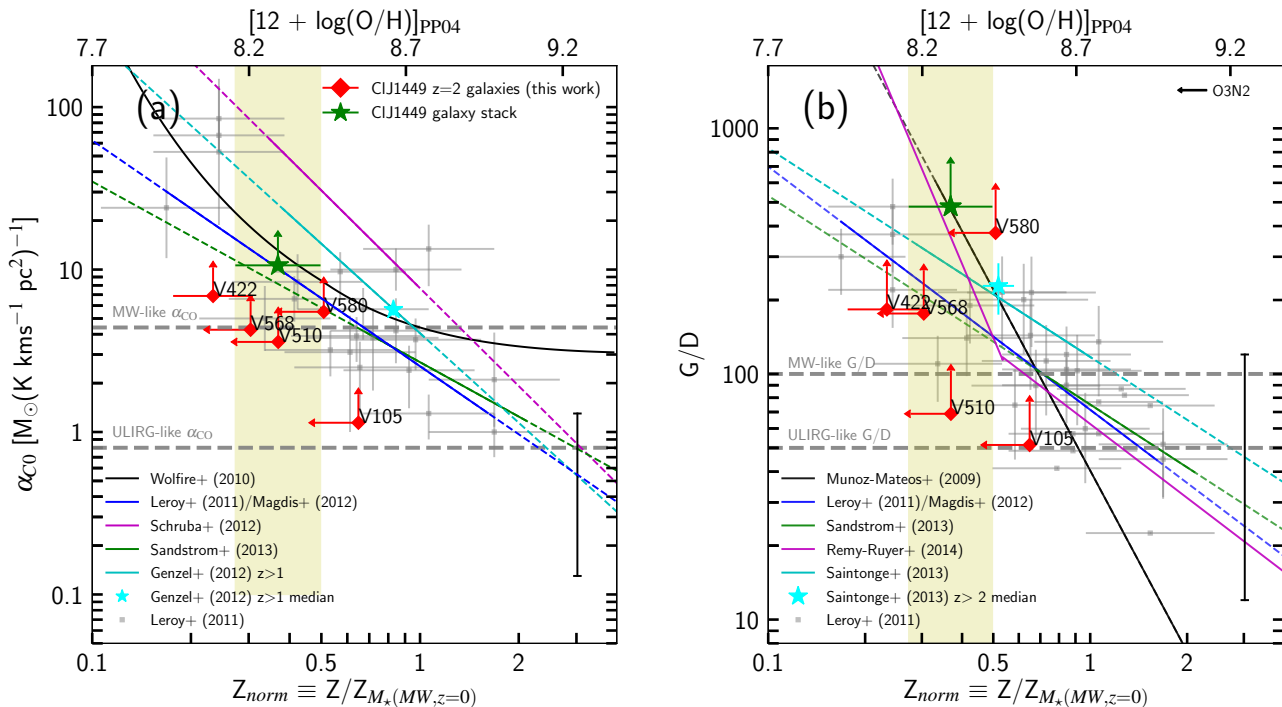 [12 + log(O/H)]PP04
7.7 8.2 8.7 9.2
(a)
CIJ1449 z=2 galaxies (this work)
CIJ1449 galaxy stack
100
10
1
0.1
αC0 [M⊙(K kms−1 pc2)−1]
V422
V580
V568
V510
V105
MW-like αCO
ULIRG-like αCO
Wolfire+ (2010)
Leroy+ (2011)/Magdis+ (2012)
Schruba+ (2012)
Sandstrom+ (2013)
Genzel+ (2012) z>1
Genzel+ (2012) z>1 median
Leroy+ (2011)
0.1 0.5 1 2
Znorm ≡ Z/ZM⋆(MW,z=0)
[12 + log(O/H)]PP04
7.7 8.2 8.7 9.2
(b)
O3N2
1000
100
10
G/D
V580
V422
V568
V510
V105
MW-like G/D
ULIRG-like G/D
Munoz-Mateos+ (2009)
Leroy+ (2011)/Magdis+ (2012)
Sandstrom+ (2013)
Remy-Ruyer+ (2014)
Saintonge+ (2013)
Saintonge+ (2013) z> 2 median
Leroy+ (2011)
0.1 0.5 1 2
Znorm ≡ Z/ZM⋆(MW,z=0)